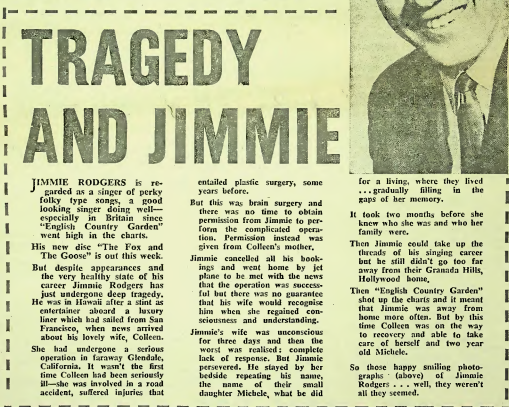 TRAGEDY
AND JIMMIE
JIMMIE RODGERS is re-
garded as a singer of perky
folky type songs, a good
looking singer doing well—
especially in Britain since
"English Country Garden"
went high in the charts.
His new disc "The Fox and
The Goose" is out this week.
But despite appearances and
the very healthy state of his
career Jimmie Rodgers has
just undergone deep tragedy.
He was in Hawaii after a stint as
entertainer aboard a luxury
liner which had sailed from San
Francisco, when news arrived
about his lovely wife, Colleen.
She had undergone a serious
operation in faraway Glendale,
California. It wasn't the first
time Colleen had been seriously
ill—she was involved in a road
accident, suffered injuries that
entailed plastic surgery, some
years before.
But this was brain surgery and
there was no time to obtain
permission from Jimmie to per-
form the complicated opera-
tion. Permission instead was
given from Colleen's mother.
Jimmie cancelled all his book-
ings and went home by jet
plane to be met with the news
that the operation was success-
ful but there was no guarantee
that his wife would recognise
him when she regained con-
sciousness and understanding.
Jimmie's wife was unconscious
for three days and then the
worst was realised: complete
lack of response. But Jimmie
persevered. He stayed by her
bedside repeating his name,
the name of their small
daughter Michele, what he did
for a living, where they lived
. . . gradually filling in the
gaps of her memory.
It took two months before she
knew who she was and who her
family were.
Then Jimmie could take up the
threads of his singing career
but he still didn't go too far
away from their Granada Hills,
Hollywood home.
Then "English Country Garden"
shot up the charts and it meant
that Jimmie was away from
home more often. But by this
time Colleen was on the way
to recovery and able to take
care of herself and two year
old Michele.
So those happy smiling photo-
graphs (above) of Jimmie
Rodgers . . . well, they weren't
all they seemed.